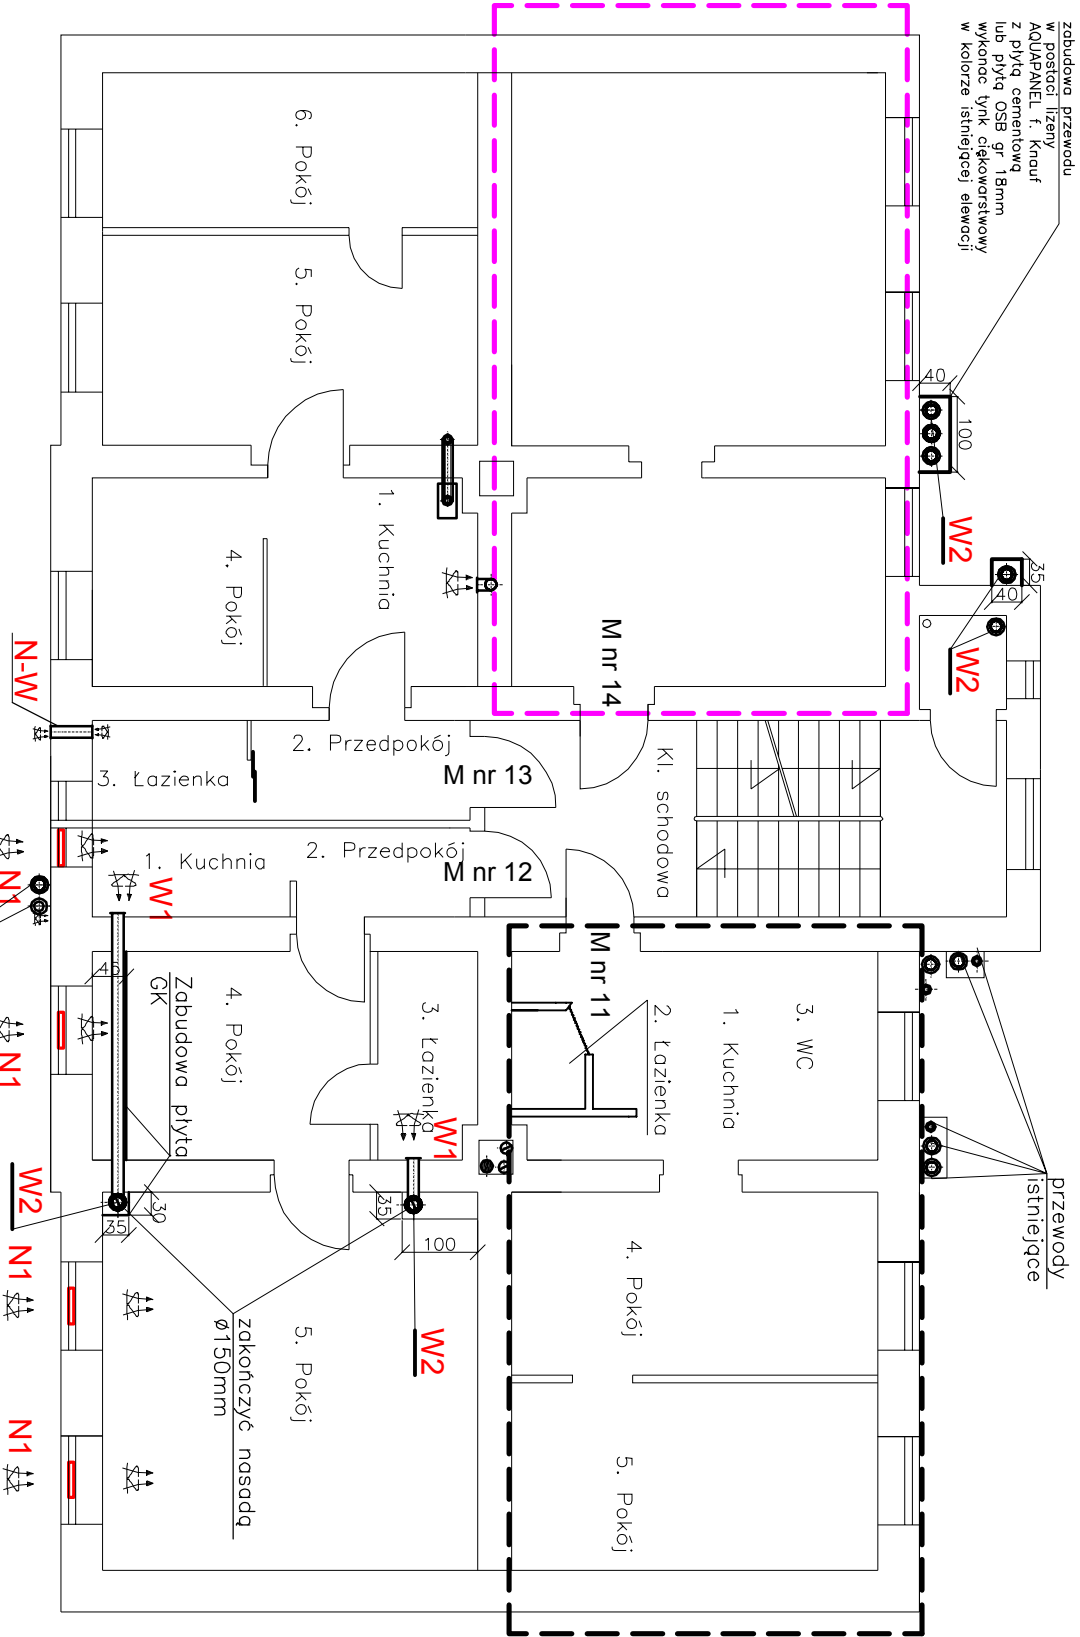 zabudowa przewodu
w postaci lizeny
AQUAPANEL f. Knauf
z płytą cementową
lub płytą OSB gr 18mm
wykonac tynk ciękowarstwowy
w kolorze istniejącej elewacji
40
100
W2
35
40
W2
6. Pokój
5. Pokój
1. Kuchnia
4. Pokój
M nr 14
N-W
2. Przedpokój
3. Łazienka
M nr 13
Kl. schodowa
2. Przedpokój
1. Kuchnia
M nr 12
N1
W1
M nr 11
3. WC
1. Kuchnia
2. Łazienka
3. Łazienka
4. Pokój
45
Zabudowa płyta
GK
N1
W1
przewody
istniejące
W2
30
35
35
100
4. Pokój
N1
W2
5. Pokój
zakończyć nasadą
ø150mm
N1
5. Pokój